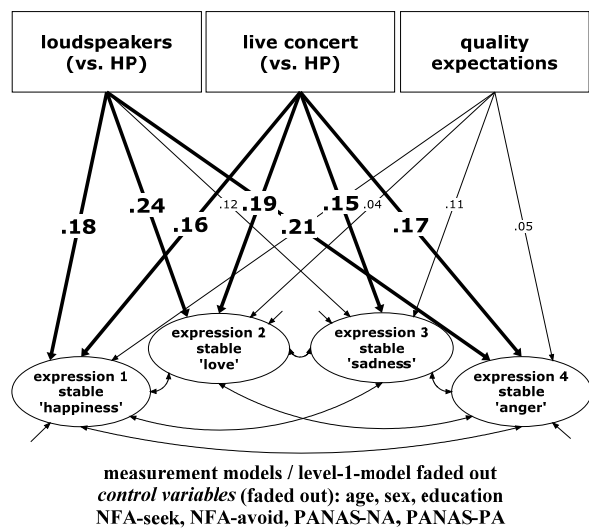 loudspeakers
(vs. HP)
live concert
(vs. HP)
quality
expectations
.18
.24
.16
.12
.19
.21
.15
.04
.17
.11
.05
expression 1
stable
'happiness'
expression 2
stable
'love'
expression 3
stable
'sadness'
expression 4
stable
'anger'
measurement models / level-1-model faded out
control variables (faded out): age, sex, education
NFA-seek, NFA-avoid, PANAS-NA, PANAS-PA